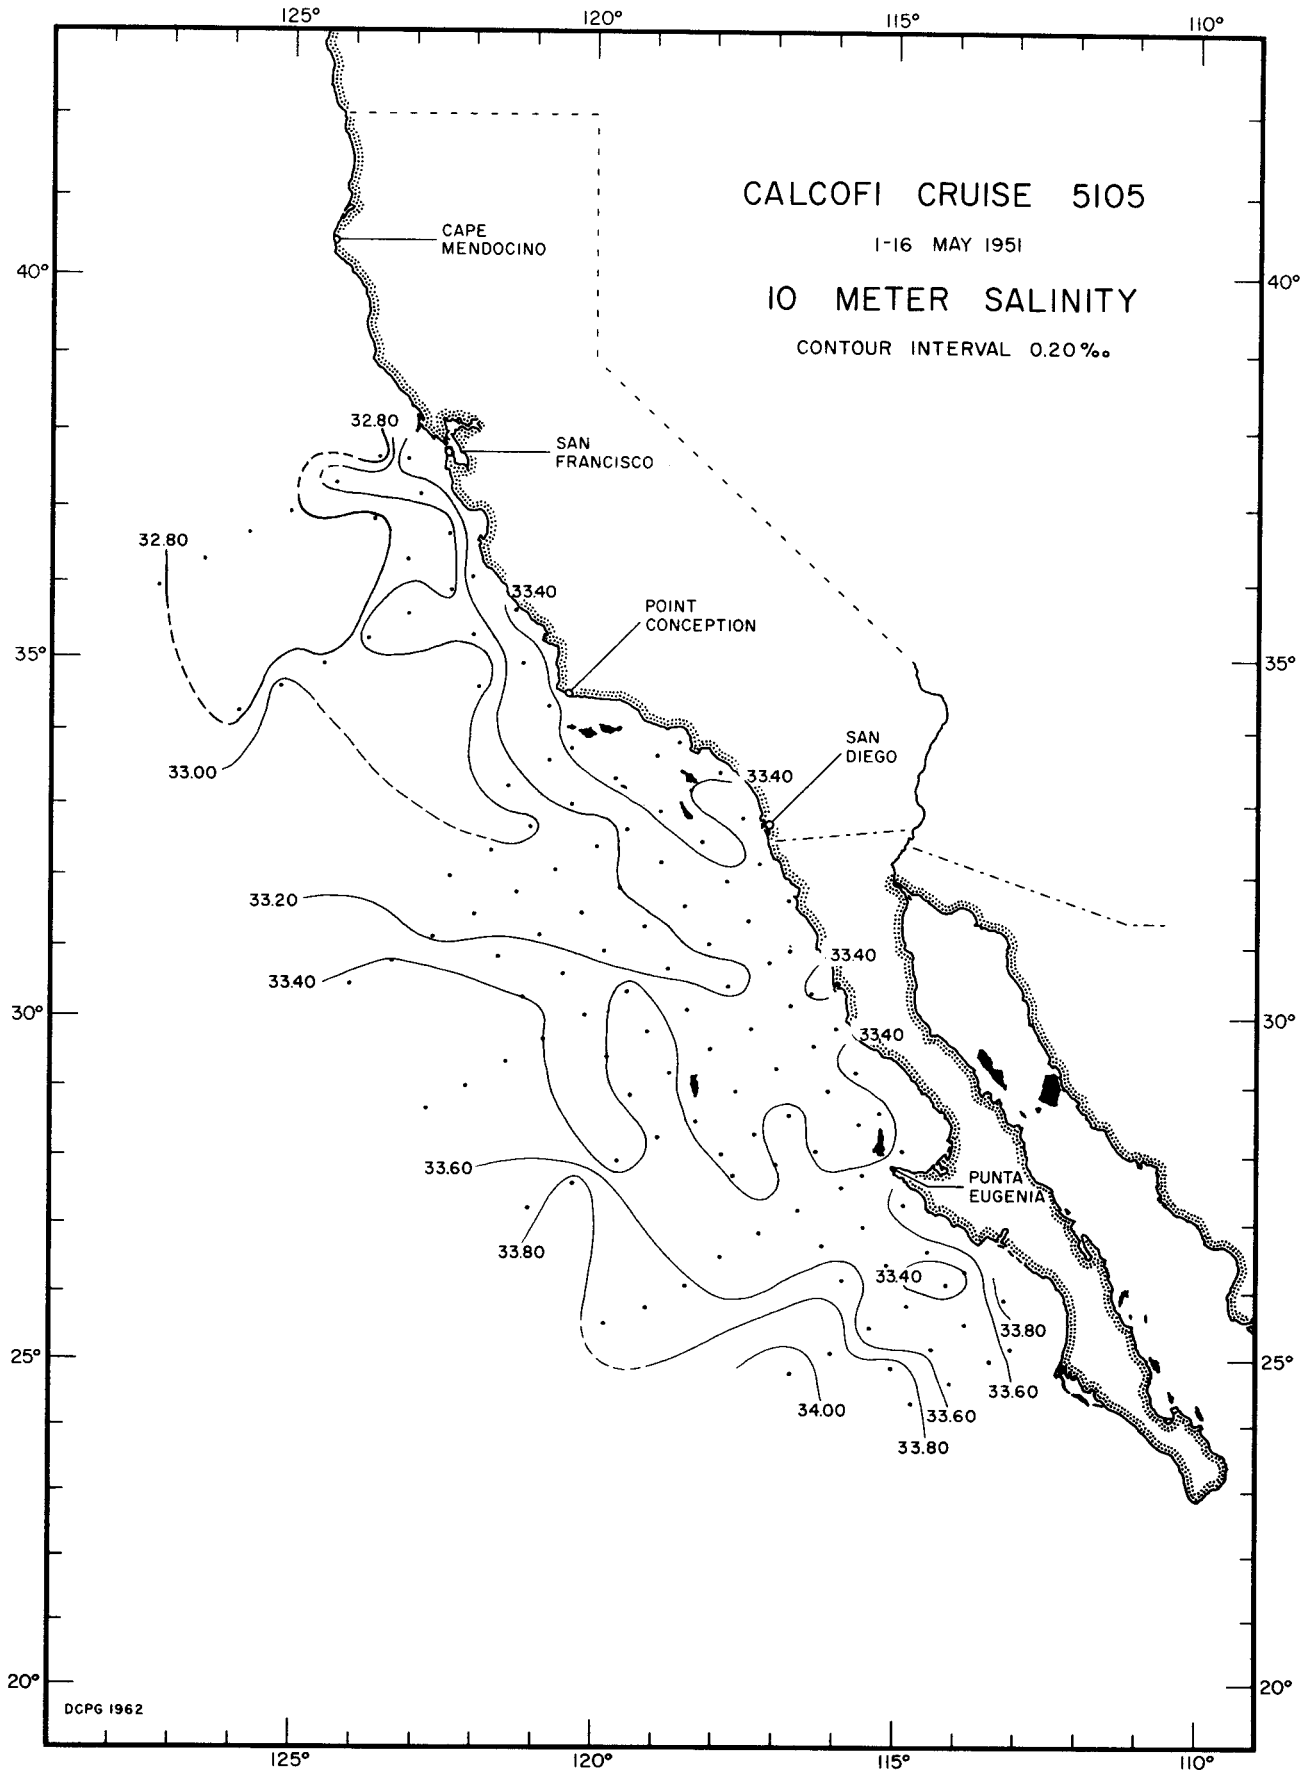 125°
120°
115°
110°
CALCOFI CRUISE 5105
1-16 MAY 1951
10 METER SALINITY
CONTOUR INTERVAL 0.20‰
CAPE
MENDOCINO
40°
40°
32.80
SAN
FRANCISCO
32.80
33.40
POINT
CONCEPTION
35°
35°
SAN
DIEGO
33.00
33.40
33.20
33.40
33.40
30°
30°
33.40
33.60
PUNTA
EUGENIA
33.80
33.40
33.80
25°
25°
33.60
34.00
33.60
33.80
20°
20°
DCPG 1962
125°
120°
115°
110°